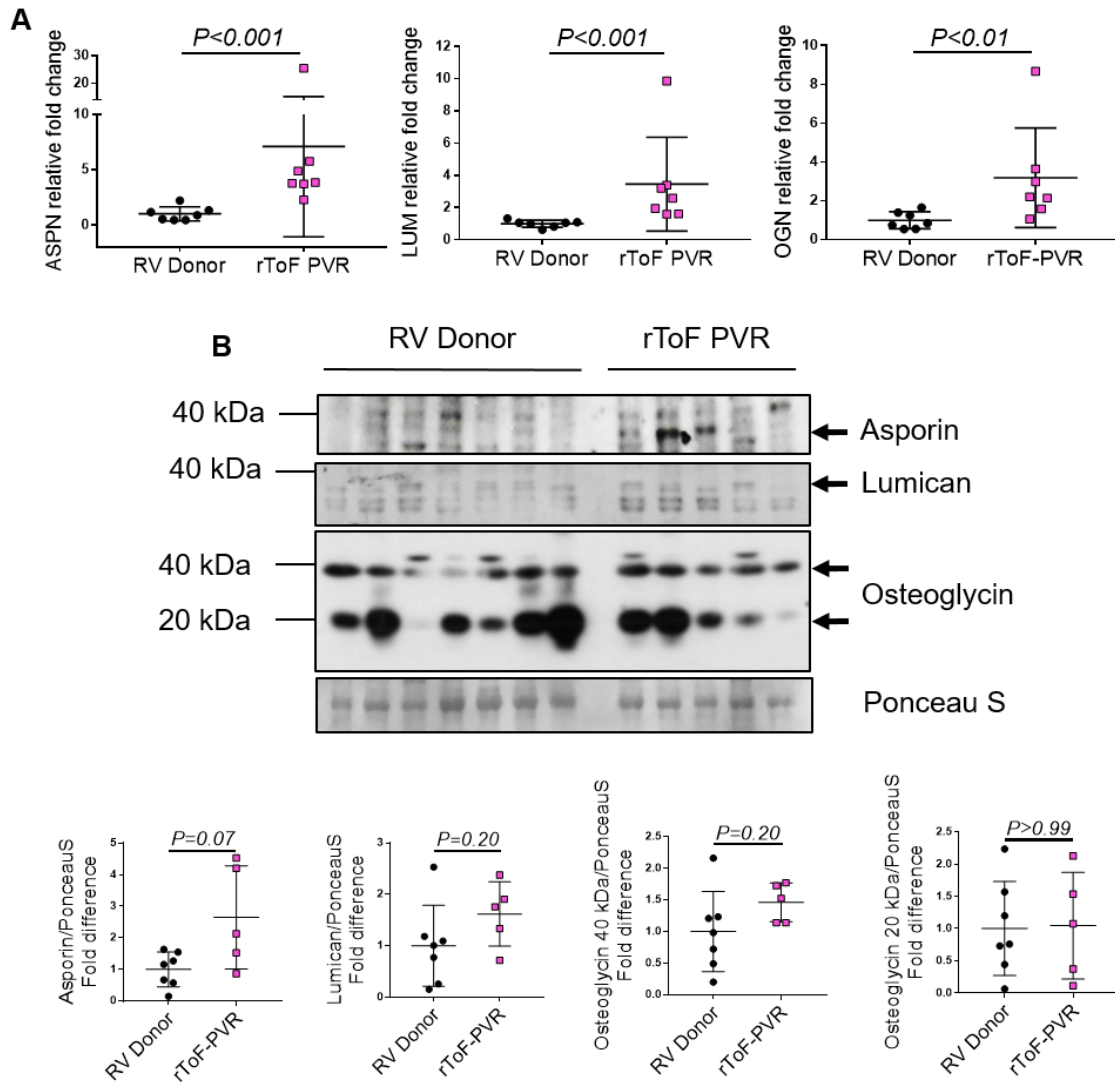 A
ASPN relative fold change
30
20
10
5
0
P<0.001
RV Donor
rToF PVR
LUM relative fold change
12
10
8
6
4
2
0
P<0.001
RV Donor
rToF PVR
OGN relative fold change
10
8
6
4
2
0
P<0.01
RV Donor
rToF-PVR
B
RV Donor
rToF PVR
40 kDa
Asporin
40 kDa
Lumican
40 kDa
Osteoglycin
20 kDa
Ponceau S
Asporin/PonceauS
Fold difference
5
4
3
2
1
0
P=0.07
RV Donor
rToF-PVR
Lumican/PonceauS
Fold difference
3
2
1
0
P=0.20
RV Donor
rToF-PVR
Osteoglycin 40 kDa/PonceauS
Fold difference
2.5
2.0
1.5
1.0
0.5
0.0
P=0.20
RV Donor
rToF-PVR
Osteoglycin 20 kDa/PonceauS
Fold difference
2.5
2.0
1.5
1.0
0.5
0.0
P>0.99
RV Donor
rToF-PVR